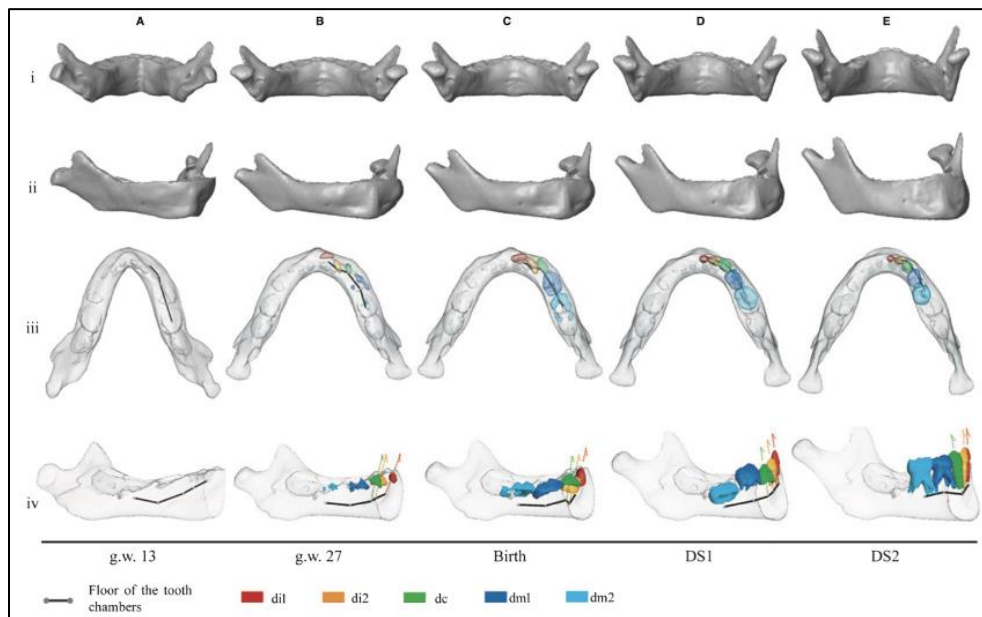 A B C D E
i
ii
iii
iv
g.w. 13 g.w. 27 Birth DS1 DS2
Floor of the tooth
chambers
di1 di2 dc dm1 dm2